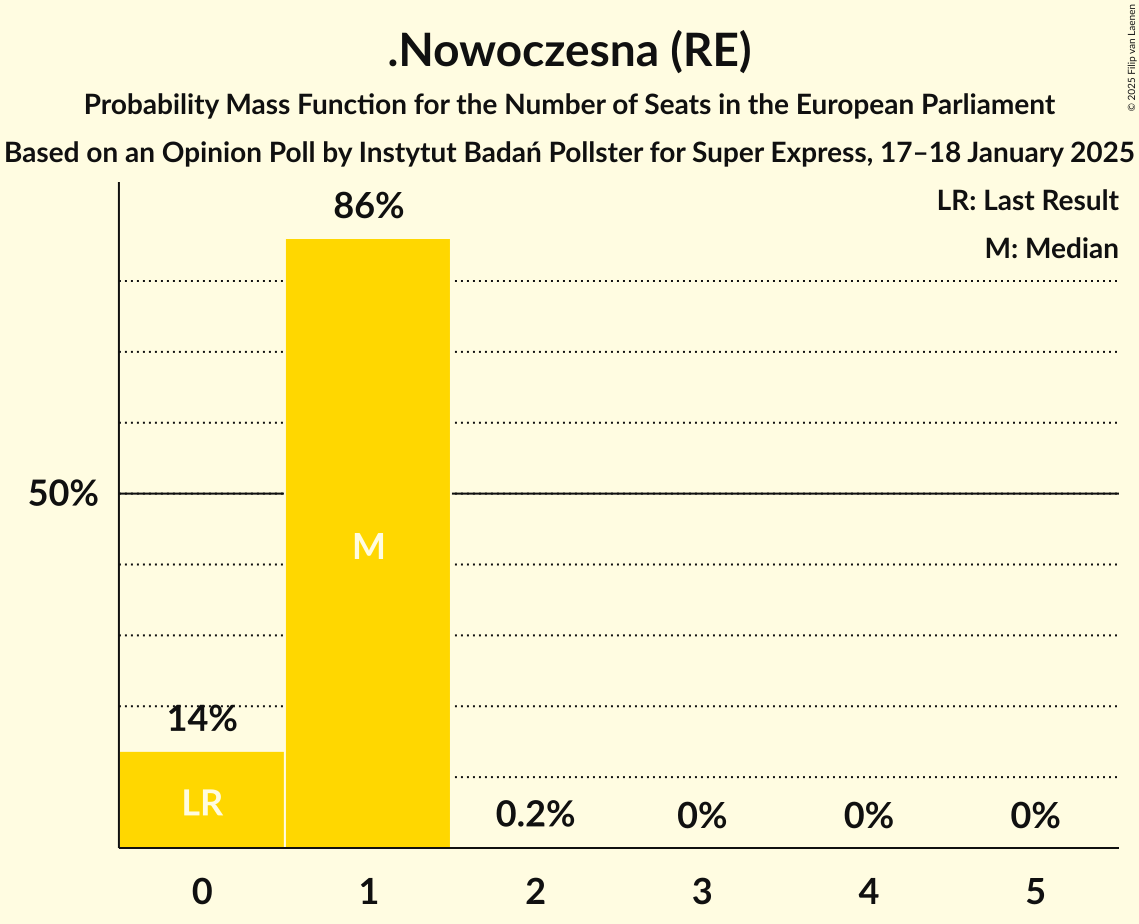 .Nowoczesna (RE)
Probability Mass Function for the Number of Seats in the European Parliament
Based on an Opinion Poll by Instytut Badań Pollster for Super Express, 17–18 January 2025
© 2025 Filip van Laenen
LR: Last Result
M: Median
86%
50%
M
14%
LR
0.2%
0%
0%
0%
0
1
2
3
4
5